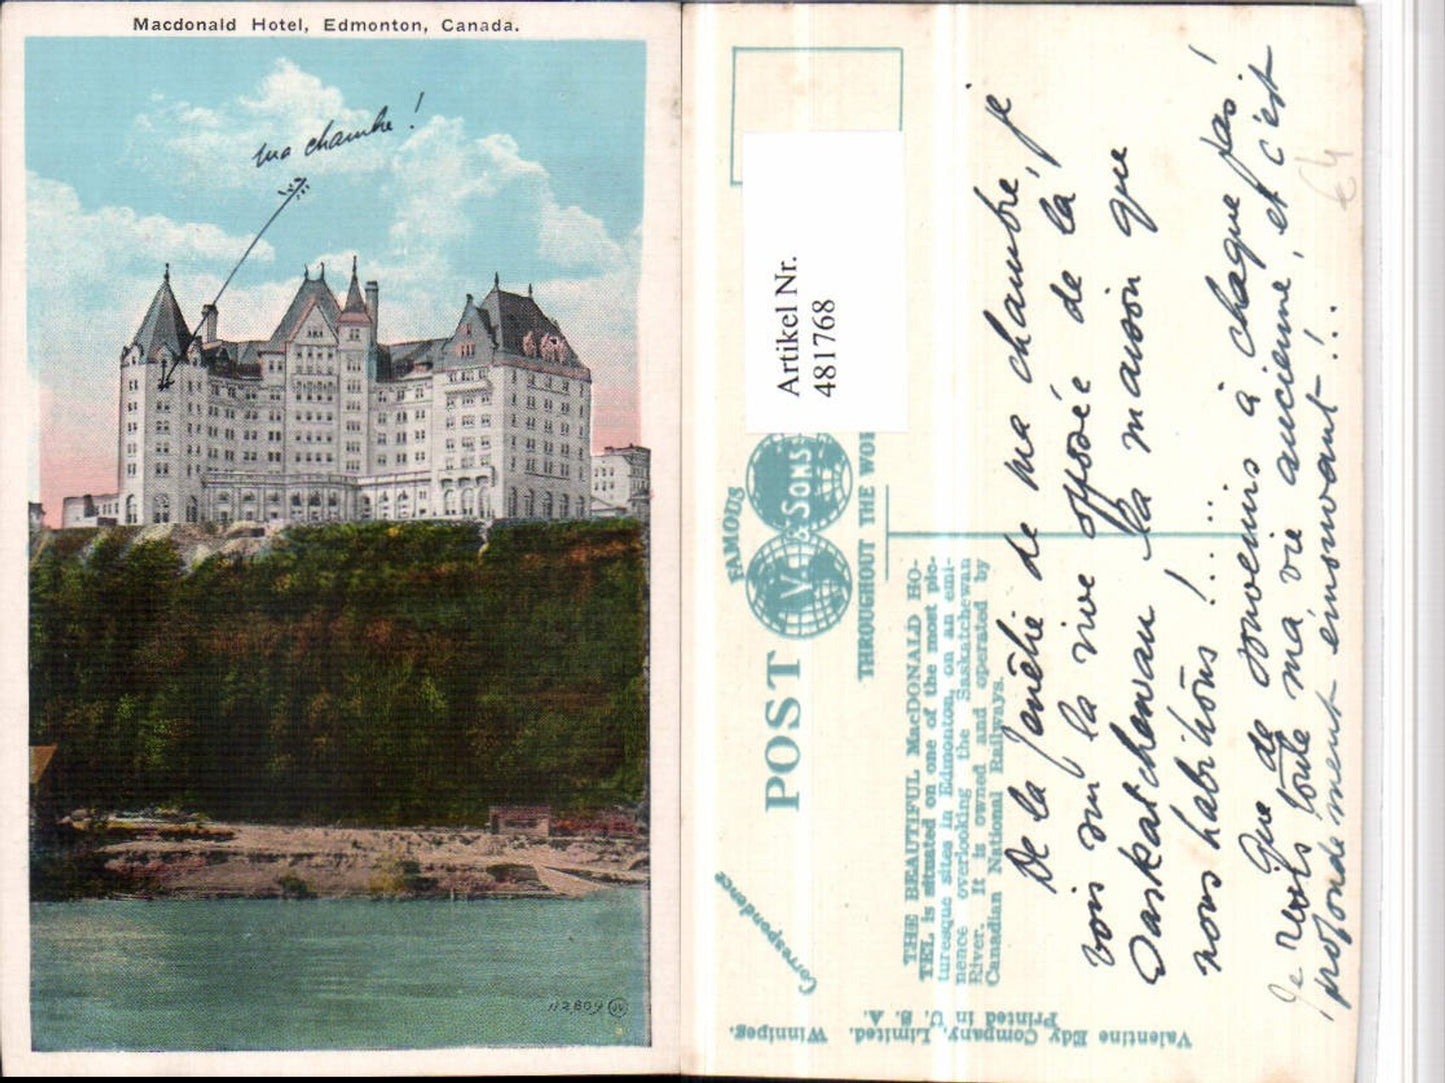 Macdonald Hotel, Edmonton, Canada.
ma chambre!
112809 W
Artikel Nr.
481768
FAMOUS
V. & SONS
THROUGHOUT THE WO
POST
Correspondence
THE BEAUTIFUL MacDONALD HO-
TEL is situated on one of the most pic-
turesque sites in Edmonton, on an emi-
nence overlooking the Saskatchewan
River. It is owned and operated by
Canadian National Railways.
Valentine Edy Company, Limited. Winnipeg.
Printed in U. S. A.
De la fenêtre de ma chambre, je
vois sur la rive opposée de la
Saskatchewan la maison que
nous habitions !.....
Que de souvenirs à chaque pas!
Je revois toute ma vie ancienne, et c'est
profondément émouvant!..